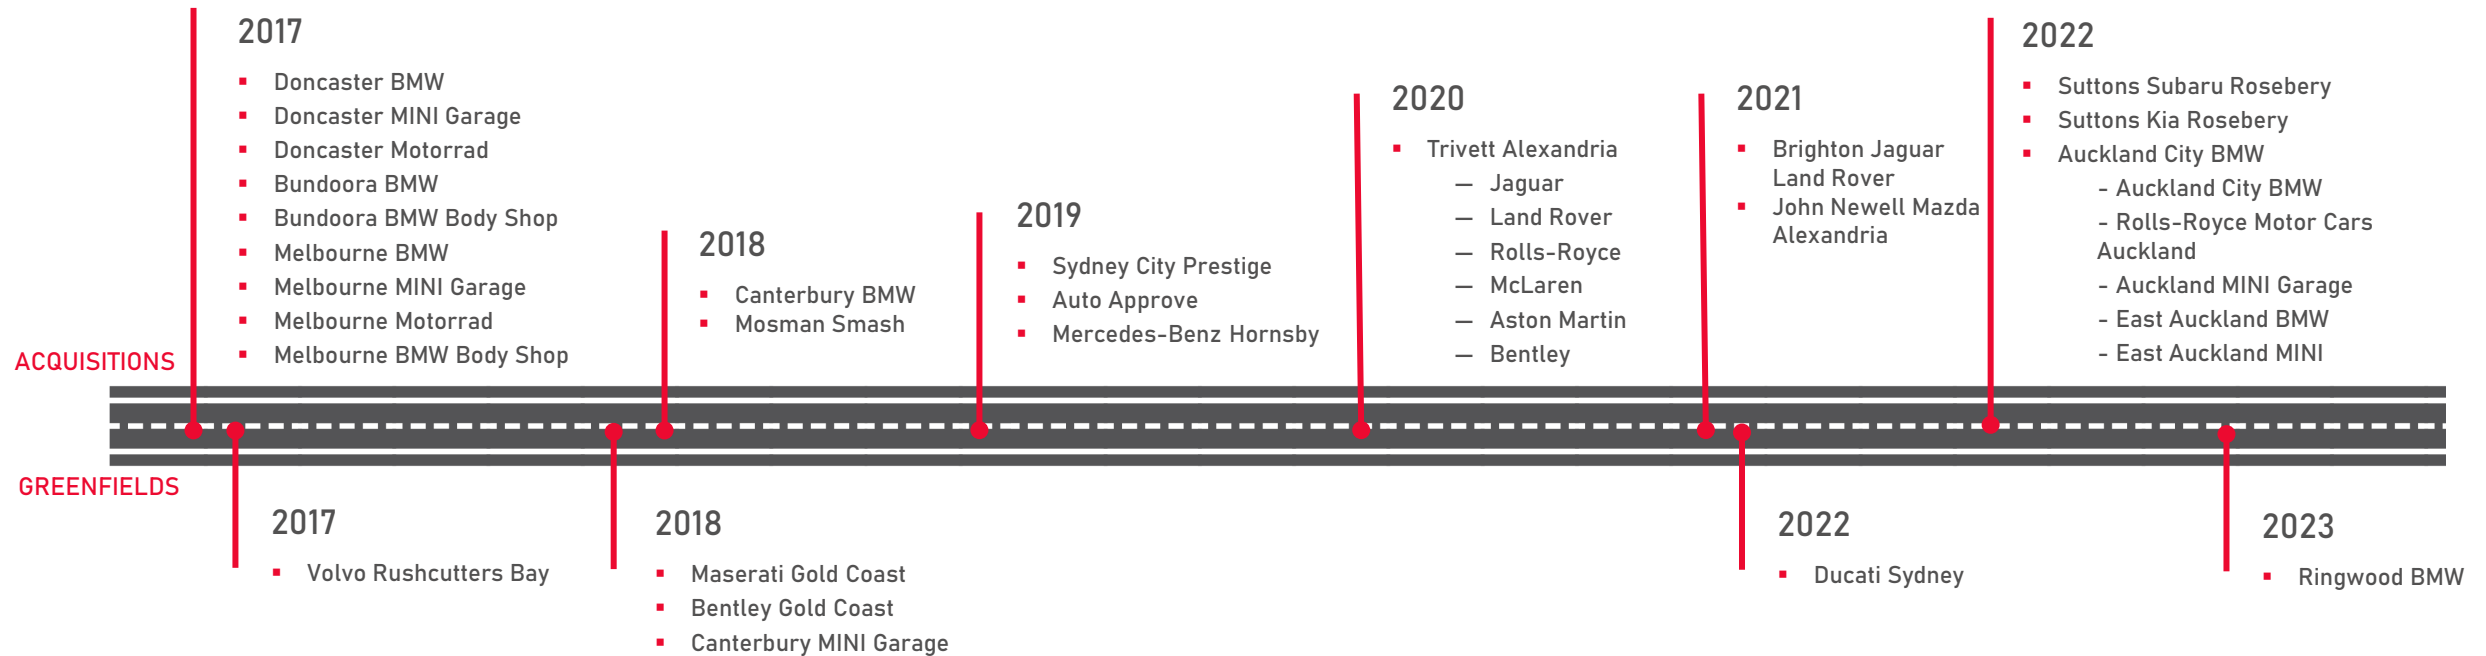 2017
▪ Doncaster BMW
▪ Doncaster MINI Garage
▪ Doncaster Motorrad
▪ Bundoora BMW
▪ Bundoora BMW Body Shop
▪ Melbourne BMW
▪ Melbourne MINI Garage
▪ Melbourne Motorrad
▪ Melbourne BMW Body Shop
2018
▪ Canterbury BMW
▪ Mosman Smash
2019
▪ Sydney City Prestige
▪ Auto Approve
▪ Mercedes-Benz Hornsby
2020
▪ Trivett Alexandria
— Jaguar
— Land Rover
— Rolls-Royce
— McLaren
— Aston Martin
— Bentley
2021
▪ Brighton Jaguar
Land Rover
▪ John Newell Mazda
Alexandria
2022
▪ Suttons Subaru Rosebery
▪ Suttons Kia Rosebery
▪ Auckland City BMW
- Auckland City BMW
- Rolls-Royce Motor Cars
Auckland
- Auckland MINI Garage
- East Auckland BMW
- East Auckland MINI
ACQUISITIONS
GREENFIELDS
2017
▪ Volvo Rushcutters Bay
2018
▪ Maserati Gold Coast
▪ Bentley Gold Coast
▪ Canterbury MINI Garage
2022
▪ Ducati Sydney
2023
▪ Ringwood BMW